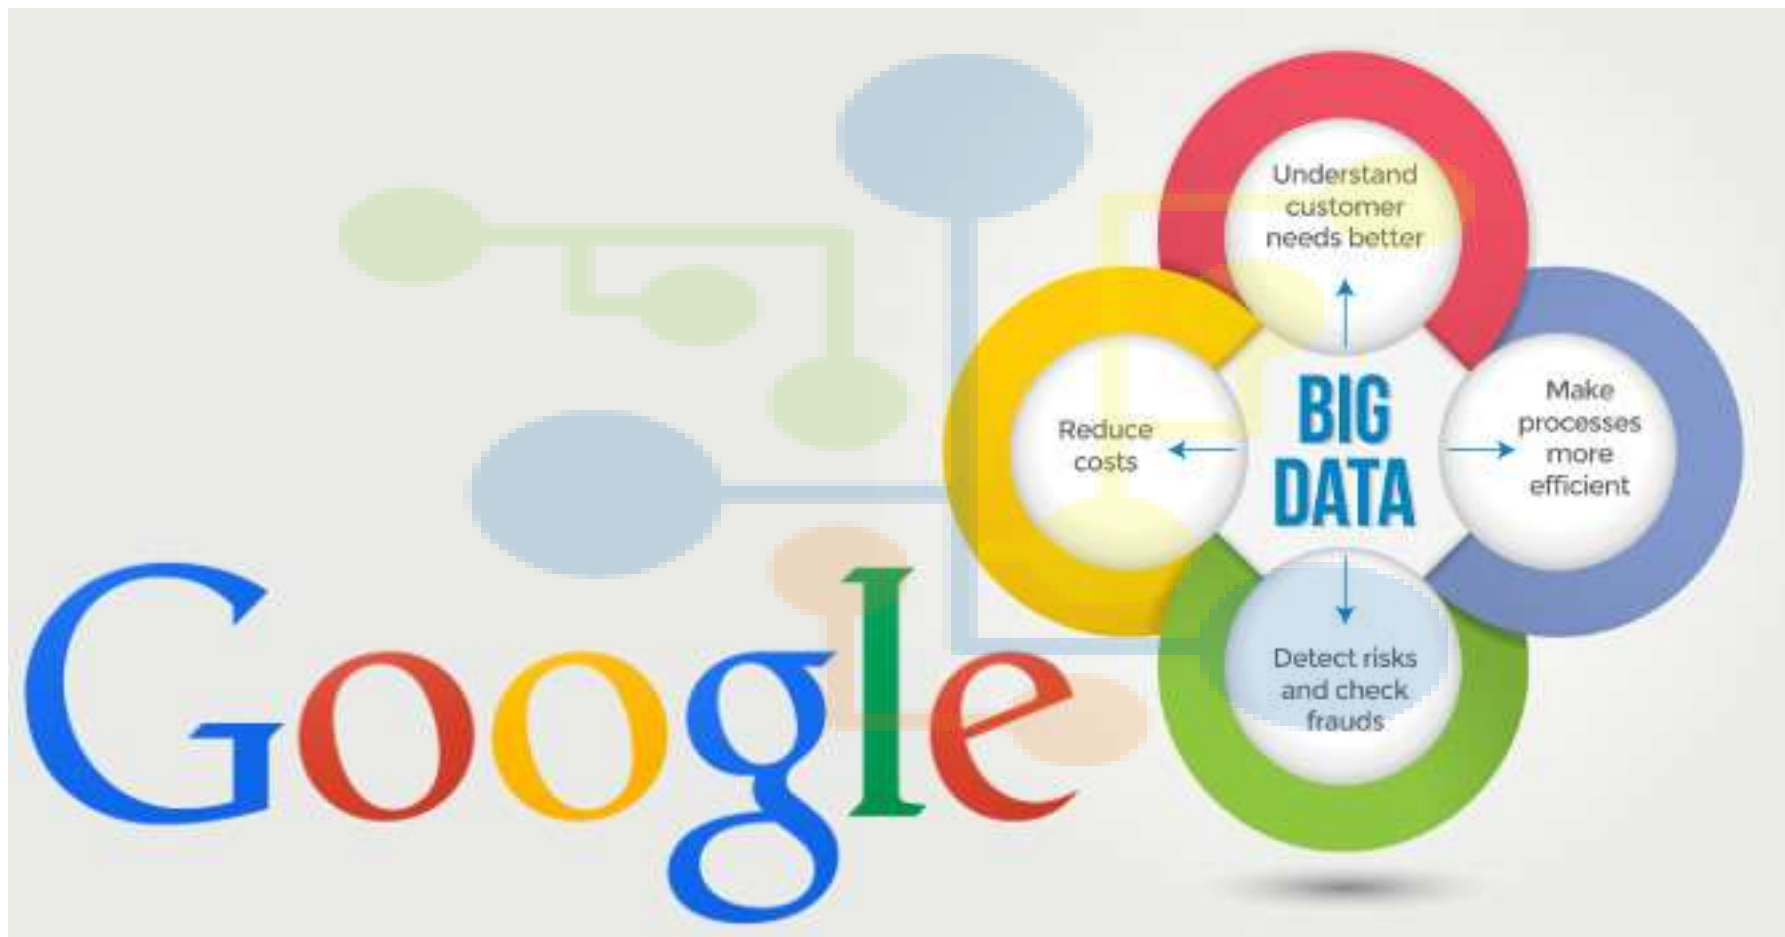 Understand
customer
needs better
Reduce
costs
BIG
DATA
Make
processes
more
efficient
Detect risks
and check
frauds
Google